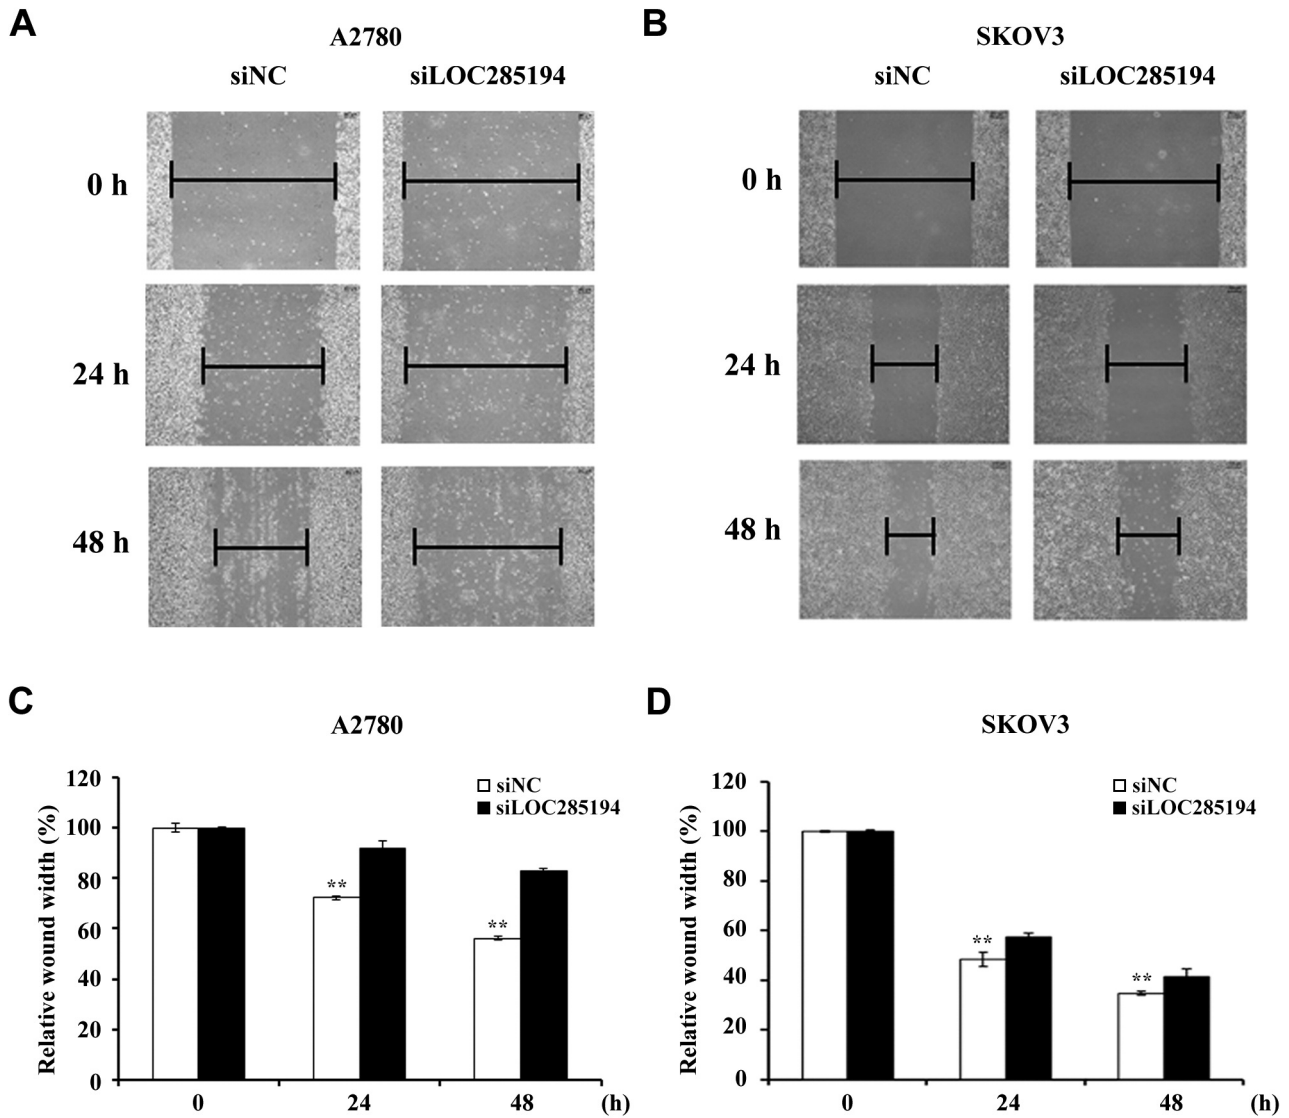 A
A2780
siNC siLOC285194
0 h
24 h
48 h
B
SKOV3
siNC siLOC285194
0 h
24 h
48 h
C
A2780
Relative wound width (%)
120
100
80
60
40
20
0
siNC
siLOC285194
**
**
0 24 48 (h)
D
SKOV3
Relative wound width (%)
120
100
80
60
40
20
0
siNC
siLOC285194
**
**
0 24 48 (h)